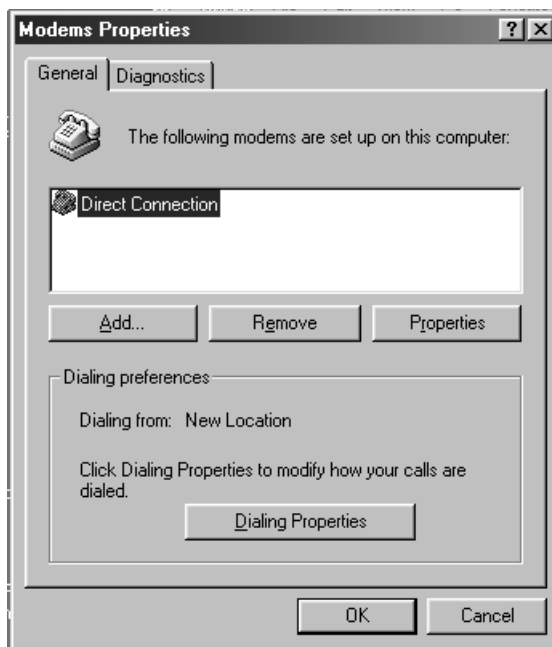 Modems Properties
General Diagnostics
The following modems are set up on this computer:
Direct Connection
Add... Remove Properties
Dialing preferences
Dialing from: New Location
Click Dialing Properties to modify how your calls are
dialed.
Dialing Properties
OK Cancel